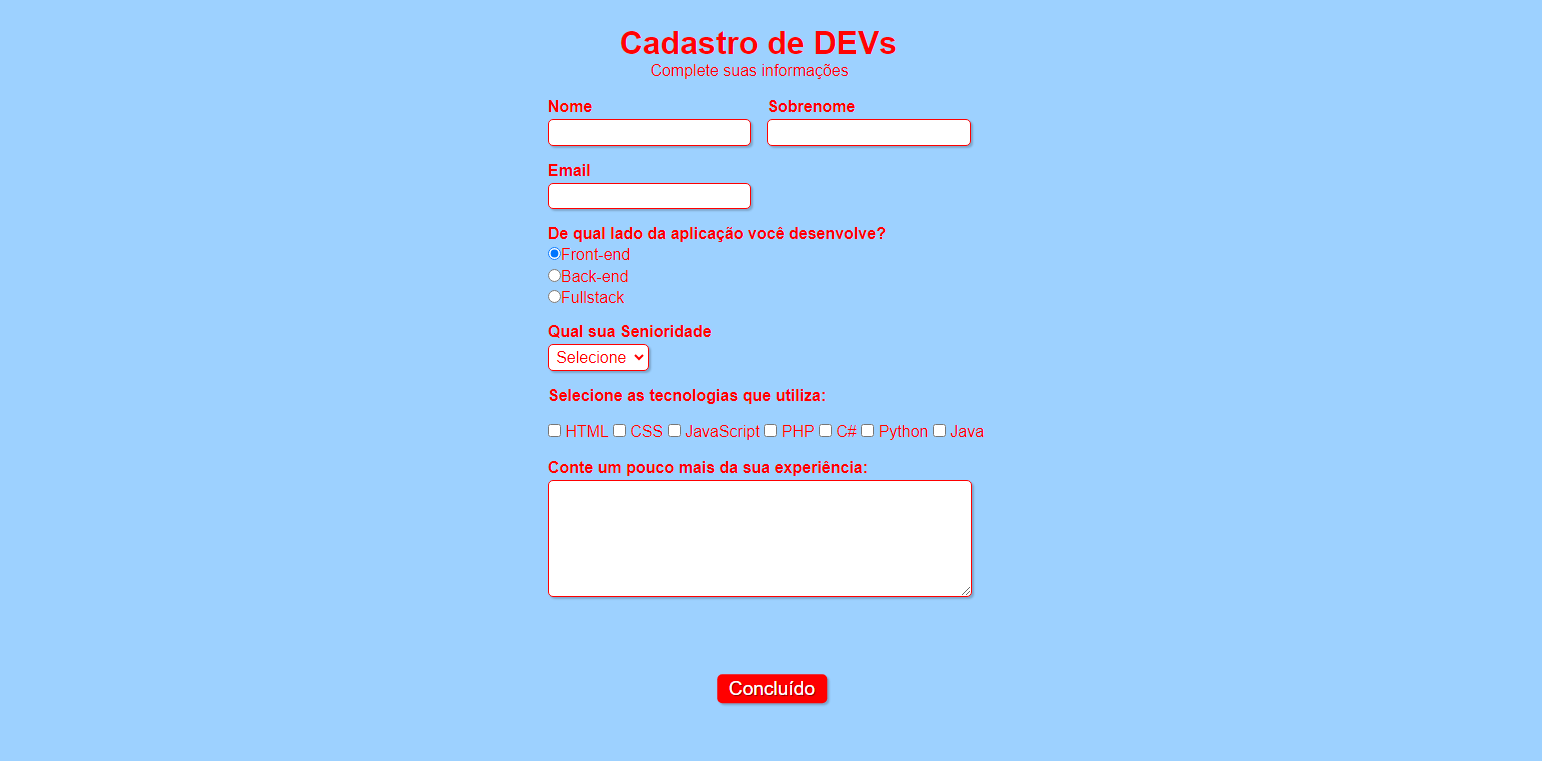 Cadastro de DEVs
Complete suas informações
Nome Sobrenome
Email
De qual lado da aplicação você desenvolve?
Front-end
Back-end
Fullstack
Qual sua Senioridade
Selecione
Selecione as tecnologias que utiliza:
HTML CSS JavaScript PHP C# Python Java
Conte um pouco mais da sua experiência:
Concluído